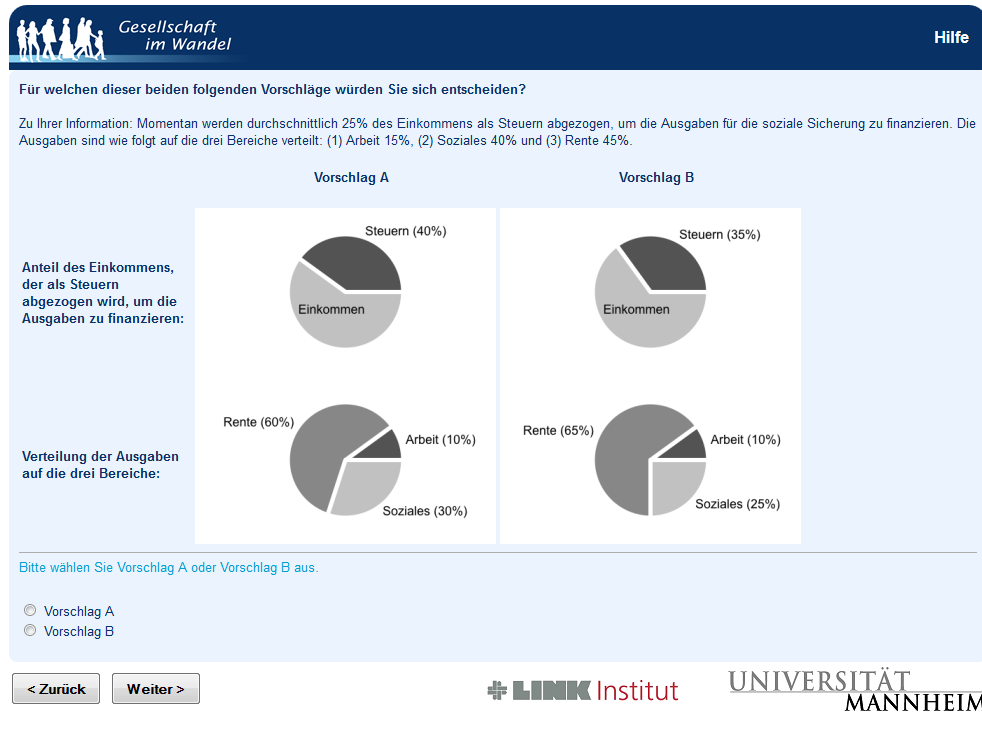 Gesellschaft
im Wandel
Hilfe
Für welchen dieser beiden folgenden Vorschläge würden Sie sich entscheiden?
Zu Ihrer Information: Momentan werden durchschnittlich 25% des Einkommens als Steuern abgezogen, um die Ausgaben für die soziale Sicherung zu finanzieren. Die
Ausgaben sind wie folgt auf die drei Bereiche verteilt: (1) Arbeit 15%, (2) Soziales 40% und (3) Rente 45%.
Vorschlag A
Vorschlag B
Anteil des Einkommens,
der als Steuern
abgezogen wird, um die
Ausgaben zu finanzieren:
Steuern (40%)
Einkommen
Steuern (35%)
Einkommen
Verteilung der Ausgaben
auf die drei Bereiche:
Rente (60%)
Arbeit (10%)
Soziales (30%)
Rente (65%)
Arbeit (10%)
Soziales (25%)
Bitte wählen Sie Vorschlag A oder Vorschlag B aus.
Vorschlag A
Vorschlag B
< Zurück
Weiter >
LINK Institut
UNIVERSITÄT
MANNHEIM